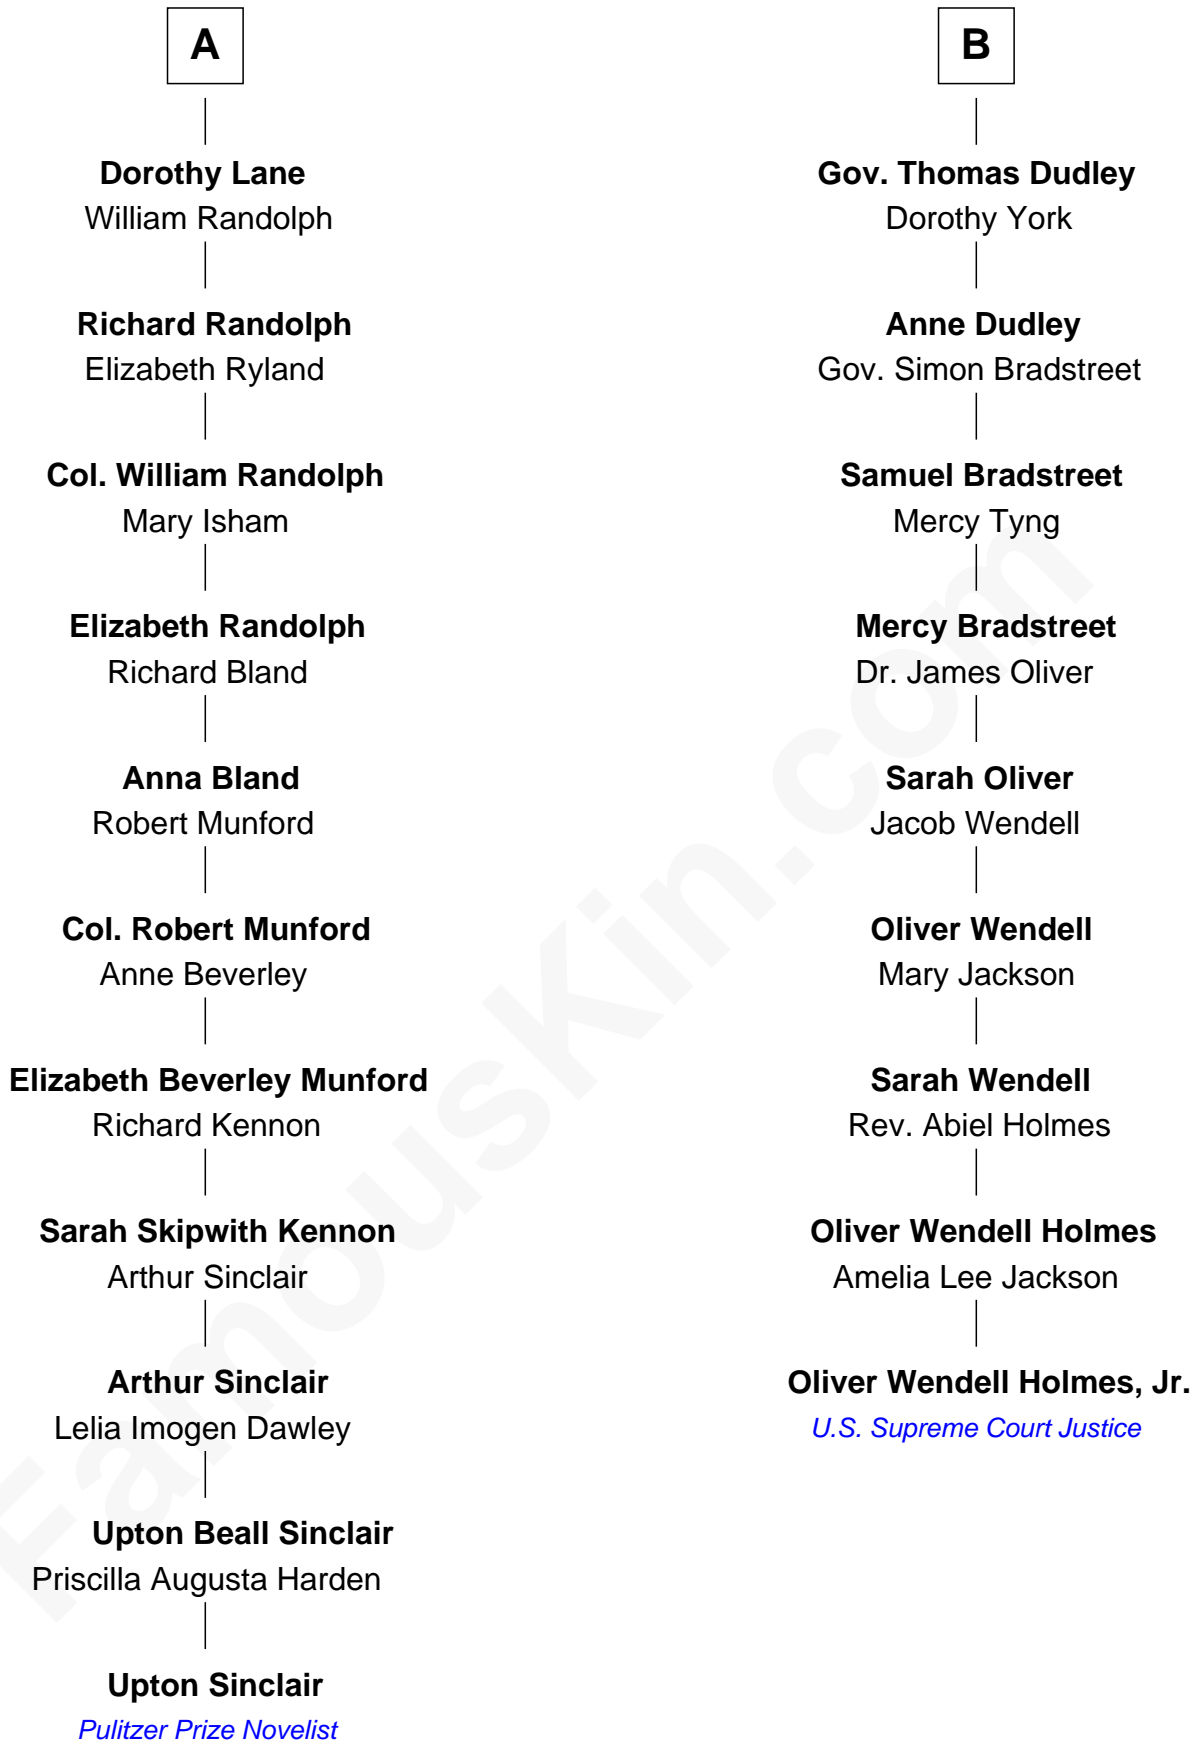 A
Dorothy Lane
William Randolph
Richard Randolph
Elizabeth Ryland
Col. William Randolph
Mary Isham
Elizabeth Randolph
Richard Bland
Anna Bland
Robert Munford
Col. Robert Munford
Anne Beverley
Elizabeth Beverley Munford
Richard Kennon
Sarah Skipwith Kennon
Arthur Sinclair
Arthur Sinclair
Lelia Imogen Dawley
Upton Beall Sinclair
Priscilla Augusta Harden
Upton Sinclair
Pulitzer Prize Novelist
B
Gov. Thomas Dudley
Dorothy York
Anne Dudley
Gov. Simon Bradstreet
Samuel Bradstreet
Mercy Tyng
Mercy Bradstreet
Dr. James Oliver
Sarah Oliver
Jacob Wendell
Oliver Wendell
Mary Jackson
Sarah Wendell
Rev. Abiel Holmes
Oliver Wendell Holmes
Amelia Lee Jackson
Oliver Wendell Holmes, Jr.
U.S. Supreme Court Justice
FamousKin.com